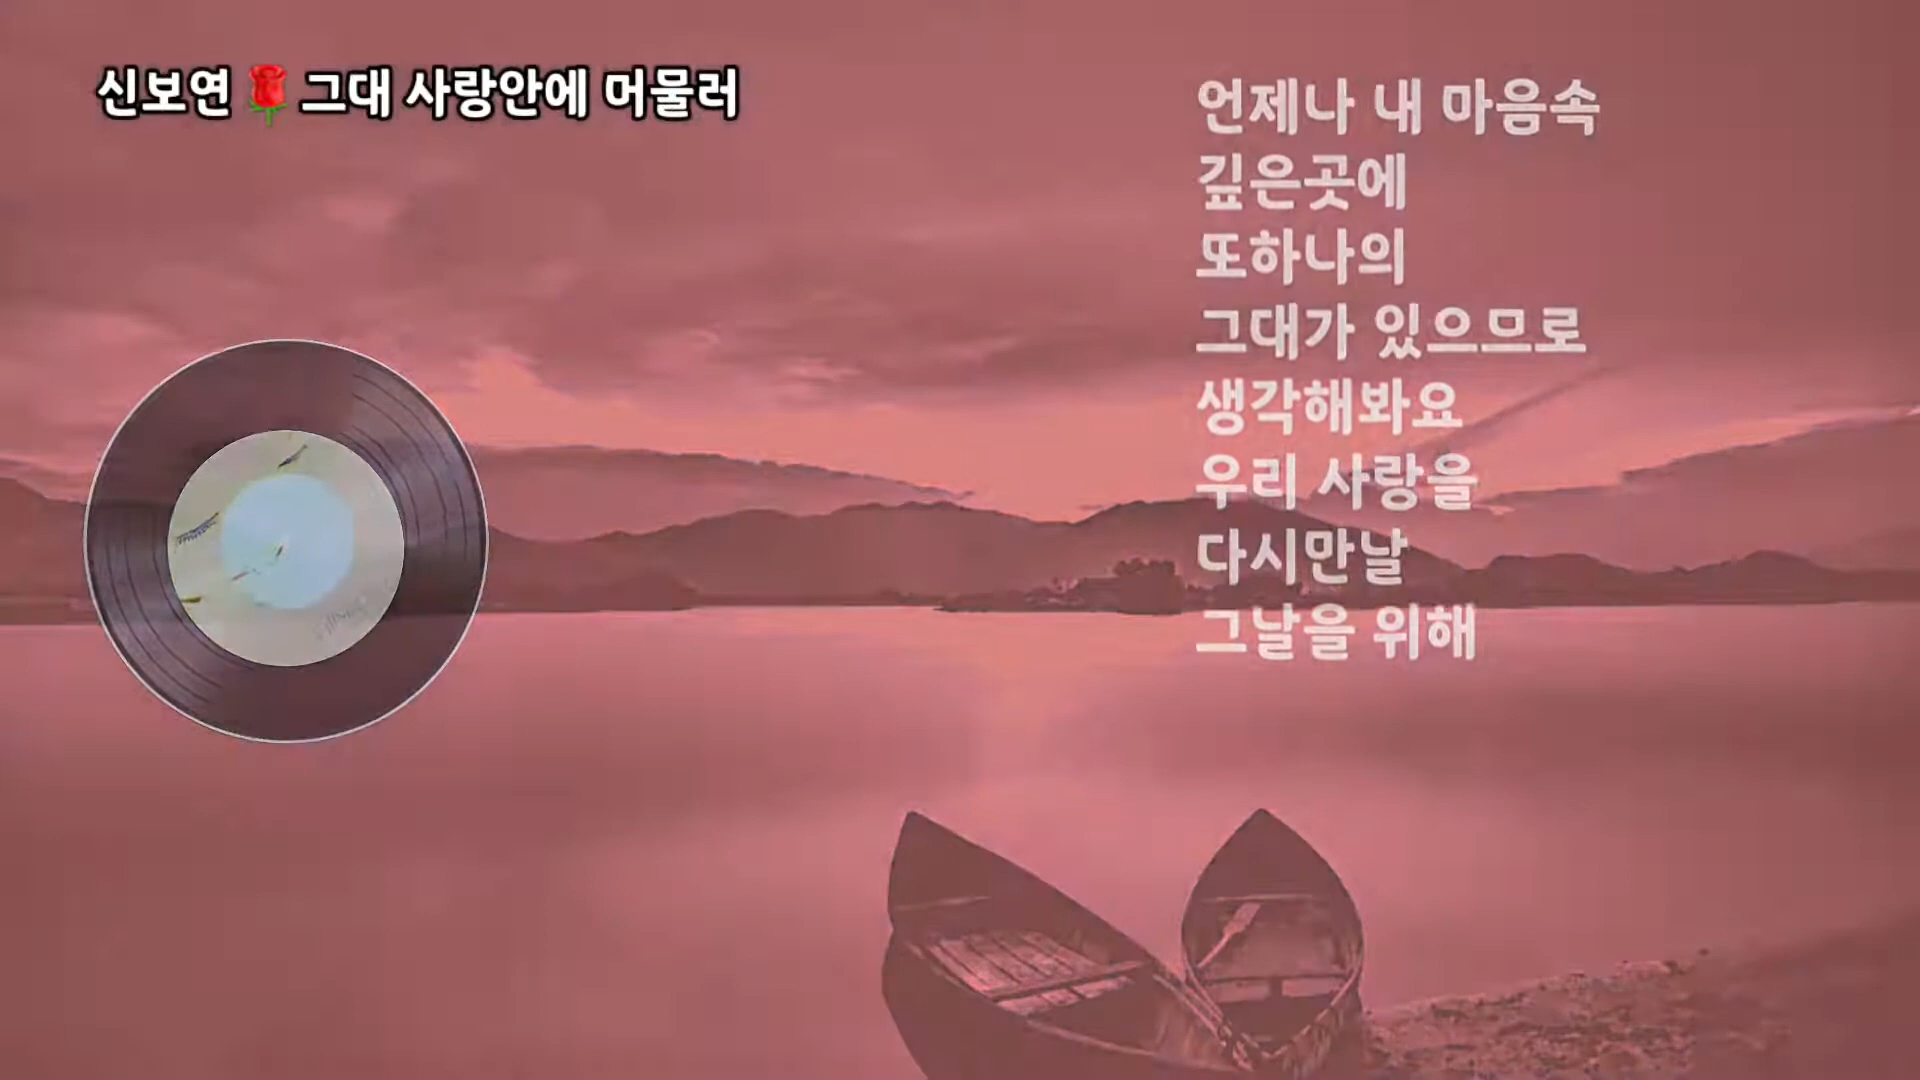 신보연🌹그대 사랑안에 머물러
언제나 내 마음속
깊은곳에
또하나의
그대가 있으므로
생각해봐요
우리 사랑을
다시만날
그날을 위해